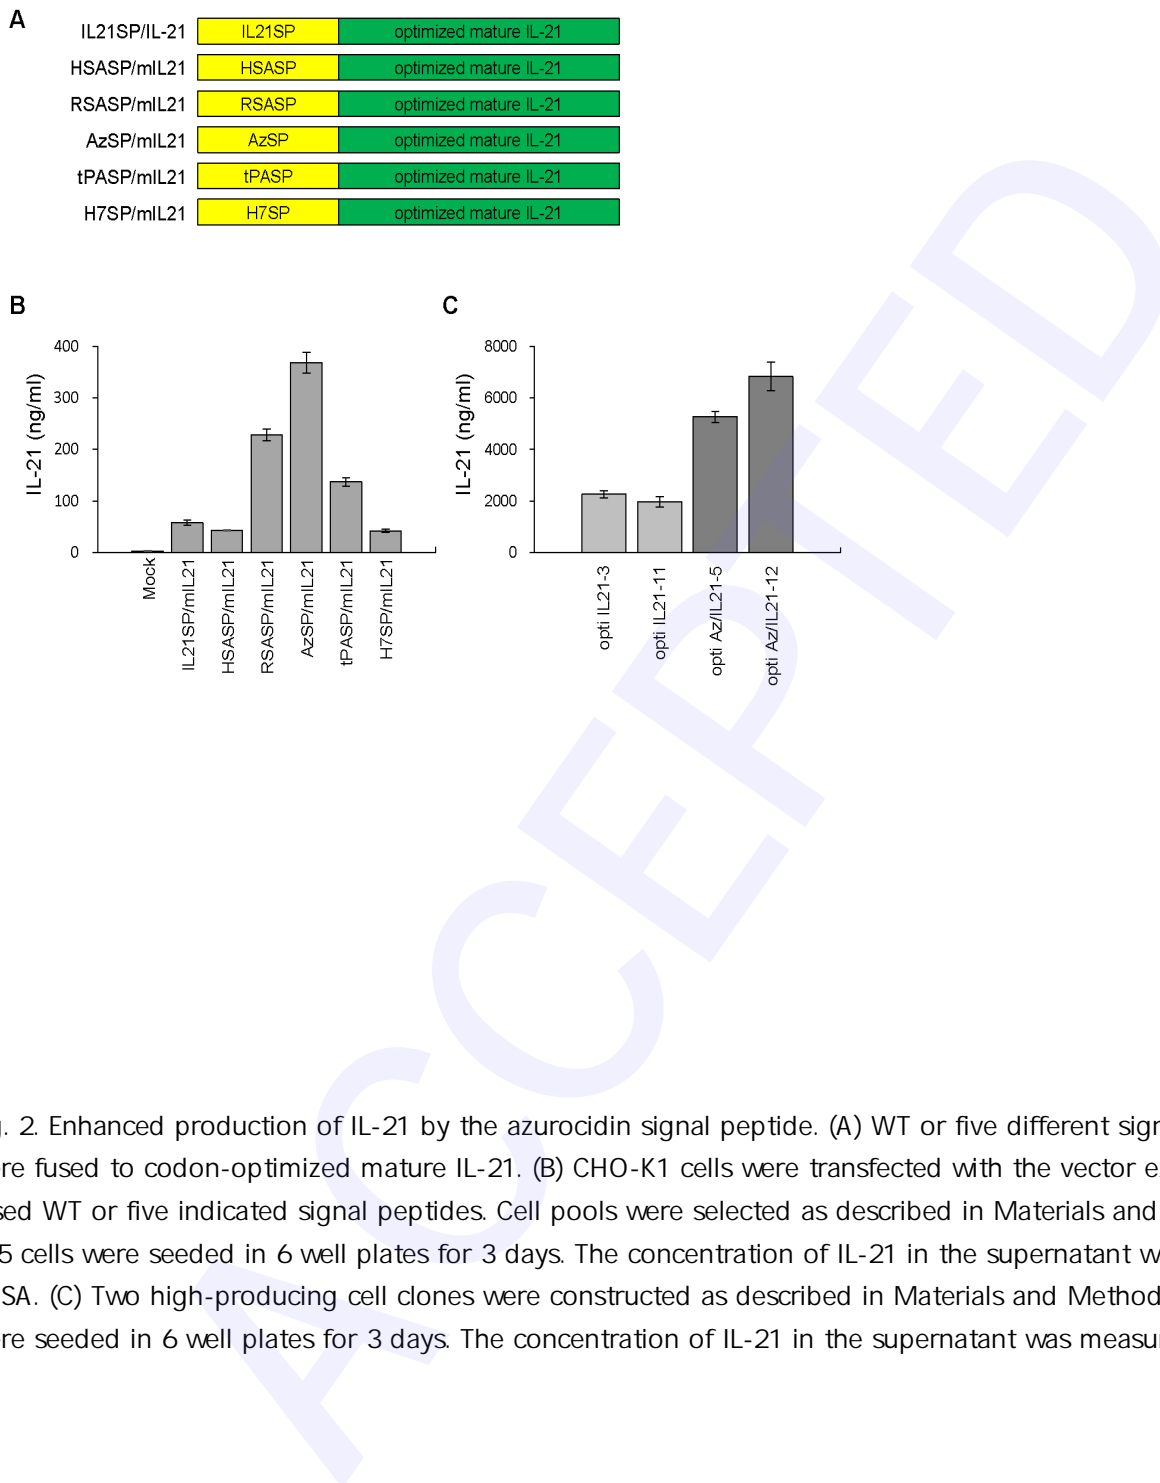 A
IL21SP/IL-21 IL21SP optimized mature IL-21
HSASP/mIL21 HSASP optimized mature IL-21
RSASP/mIL21 RSASP optimized mature IL-21
AzSP/mIL21 AzSP optimized mature IL-21
tPASP/mIL21 tPASP optimized mature IL-21
H7SP/mIL21 H7SP optimized mature IL-21
B
IL-21 (ng/ml)
400
300
200
100
0
Mock
IL21SP/mIL21
HSASP/mIL21
RSASP/mIL21
AzSP/mIL21
tPASP/mIL21
H7SP/mIL21
C
IL-21 (ng/ml)
8000
6000
4000
2000
0
opti IL21-3
opti IL21-11
opti Az/IL21-5
opti Az/IL21-12
g. 2. Enhanced production of IL-21 by the azurocidin signal peptide. (A) WT or five different sign
re fused to codon-optimized mature IL-21. (B) CHO-K1 cells were transfected with the vector e
sed WT or five indicated signal peptides. Cell pools were selected as described in Materials and
5 cells were seeded in 6 well plates for 3 days. The concentration of IL-21 in the supernatant w
SA. (C) Two high-producing cell clones were constructed as described in Materials and Method
re seeded in 6 well plates for 3 days. The concentration of IL-21 in the supernatant was measu
ACCEPTED